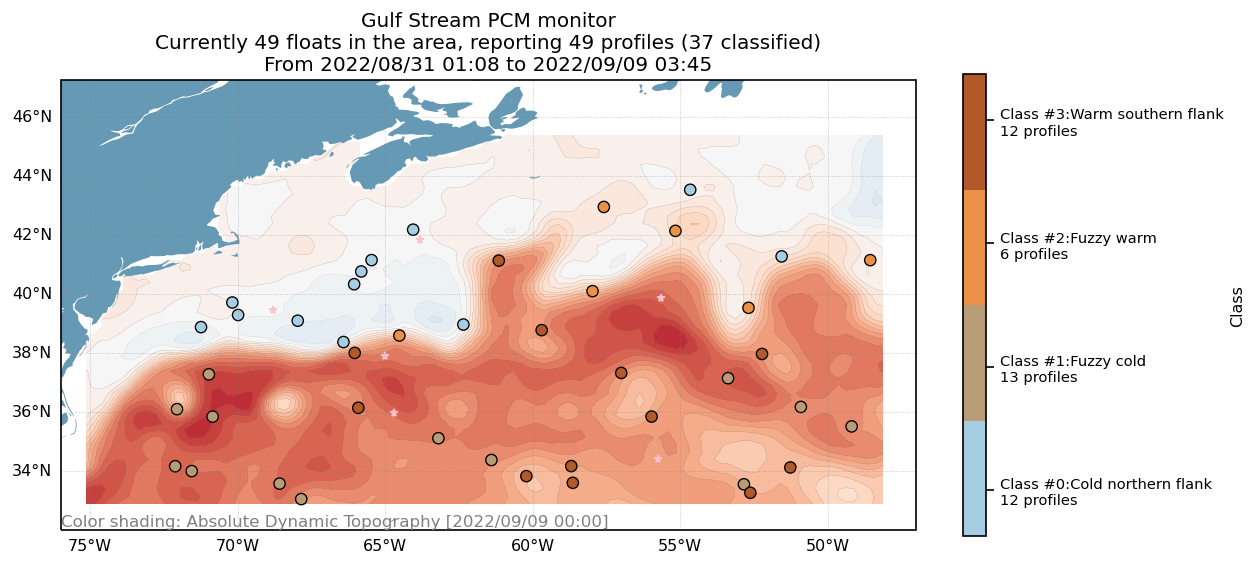 Gulf Stream PCM monitor
Currently 49 floats in the area, reporting 49 profiles (37 classified)
From 2022/08/31 01:08 to 2022/09/09 03:45
46°N
44°N
42°N
40°N
38°N
36°N
34°N
75°W
70°W
65°W
60°W
55°W
50°W
Color shading: Absolute Dynamic Topography [2022/09/09 00:00]
Class #3:Warm southern flank
12 profiles
Class #2:Fuzzy warm
6 profiles
Class #1:Fuzzy cold
13 profiles
Class #0:Cold northern flank
12 profiles
Class